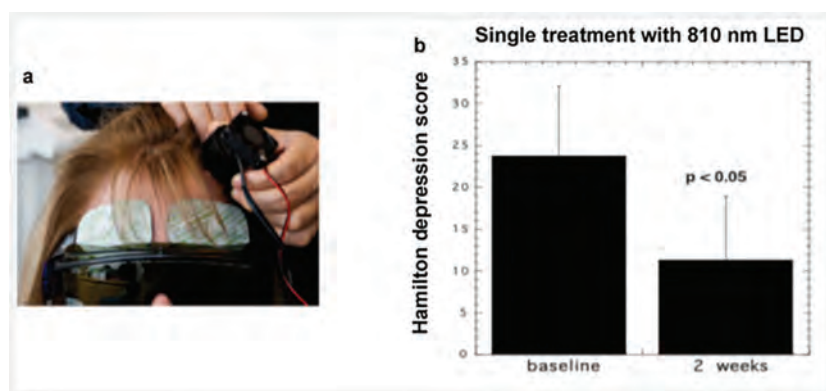 a
b
Single treatment with 810 nm LED
Hamilton depression score
35
30
25
20
15
10
5
0
p < 0.05
baseline
2 weeks